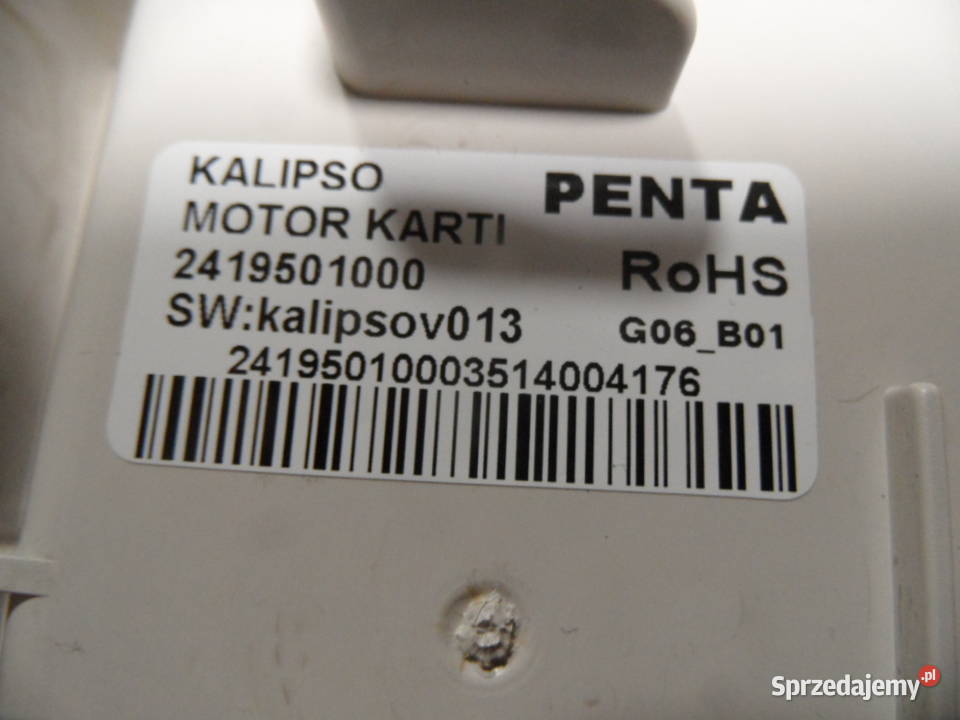 KALIPSO
PENTA
MOTOR KARTI
2419501000
RoHS
SW:kalipsov013
G06_B01
24195010003514004176
Sprzedajemy.pl